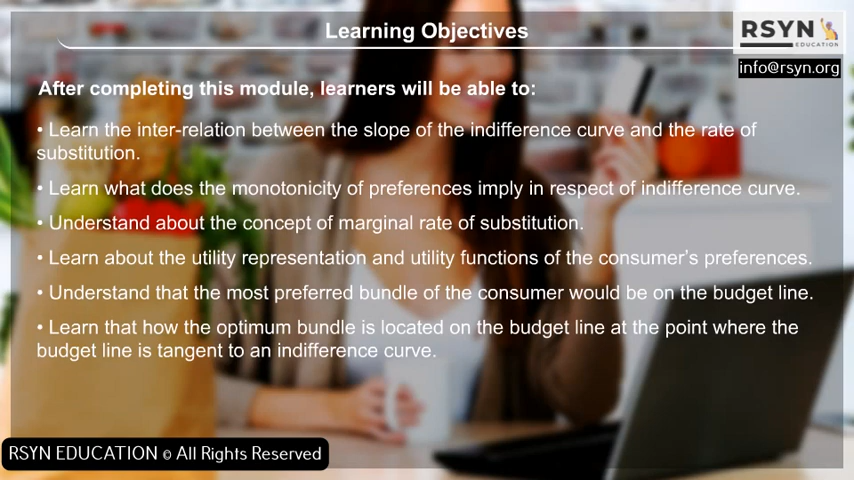 Learning Objectives
RSYN
EDUCATION
info@rsyn.org
After completing this module, learners will be able to:
• Learn the inter-relation between the slope of the indifference curve and the rate of
substitution.
• Learn what does the monotonicity of preferences imply in respect of indifference curve.
• Understand about the concept of marginal rate of substitution.
• Learn about the utility representation and utility functions of the consumer’s preferences.
• Understand that the most preferred bundle of the consumer would be on the budget line.
• Learn that how the optimum bundle is located on the budget line at the point where the
budget line is tangent to an indifference curve.
RSYN EDUCATION © All Rights Reserved